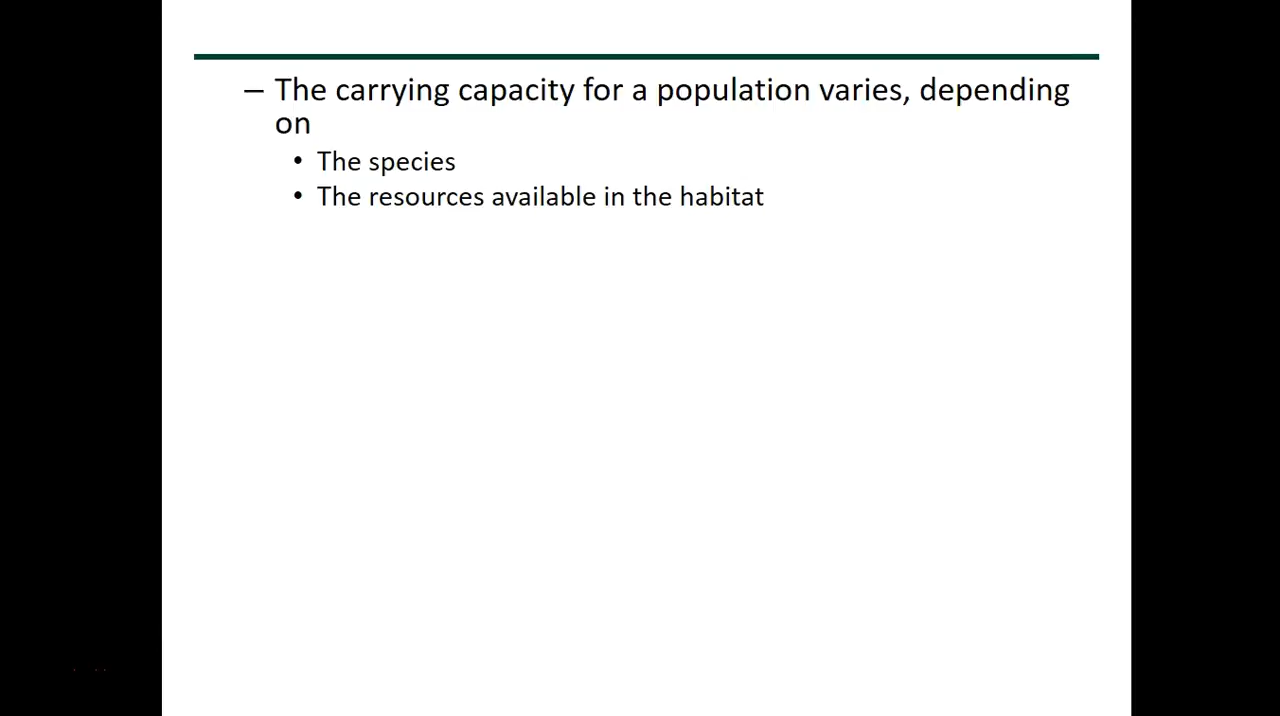 – The carrying capacity for a population varies, depending
on
• The species
• The resources available in the habitat